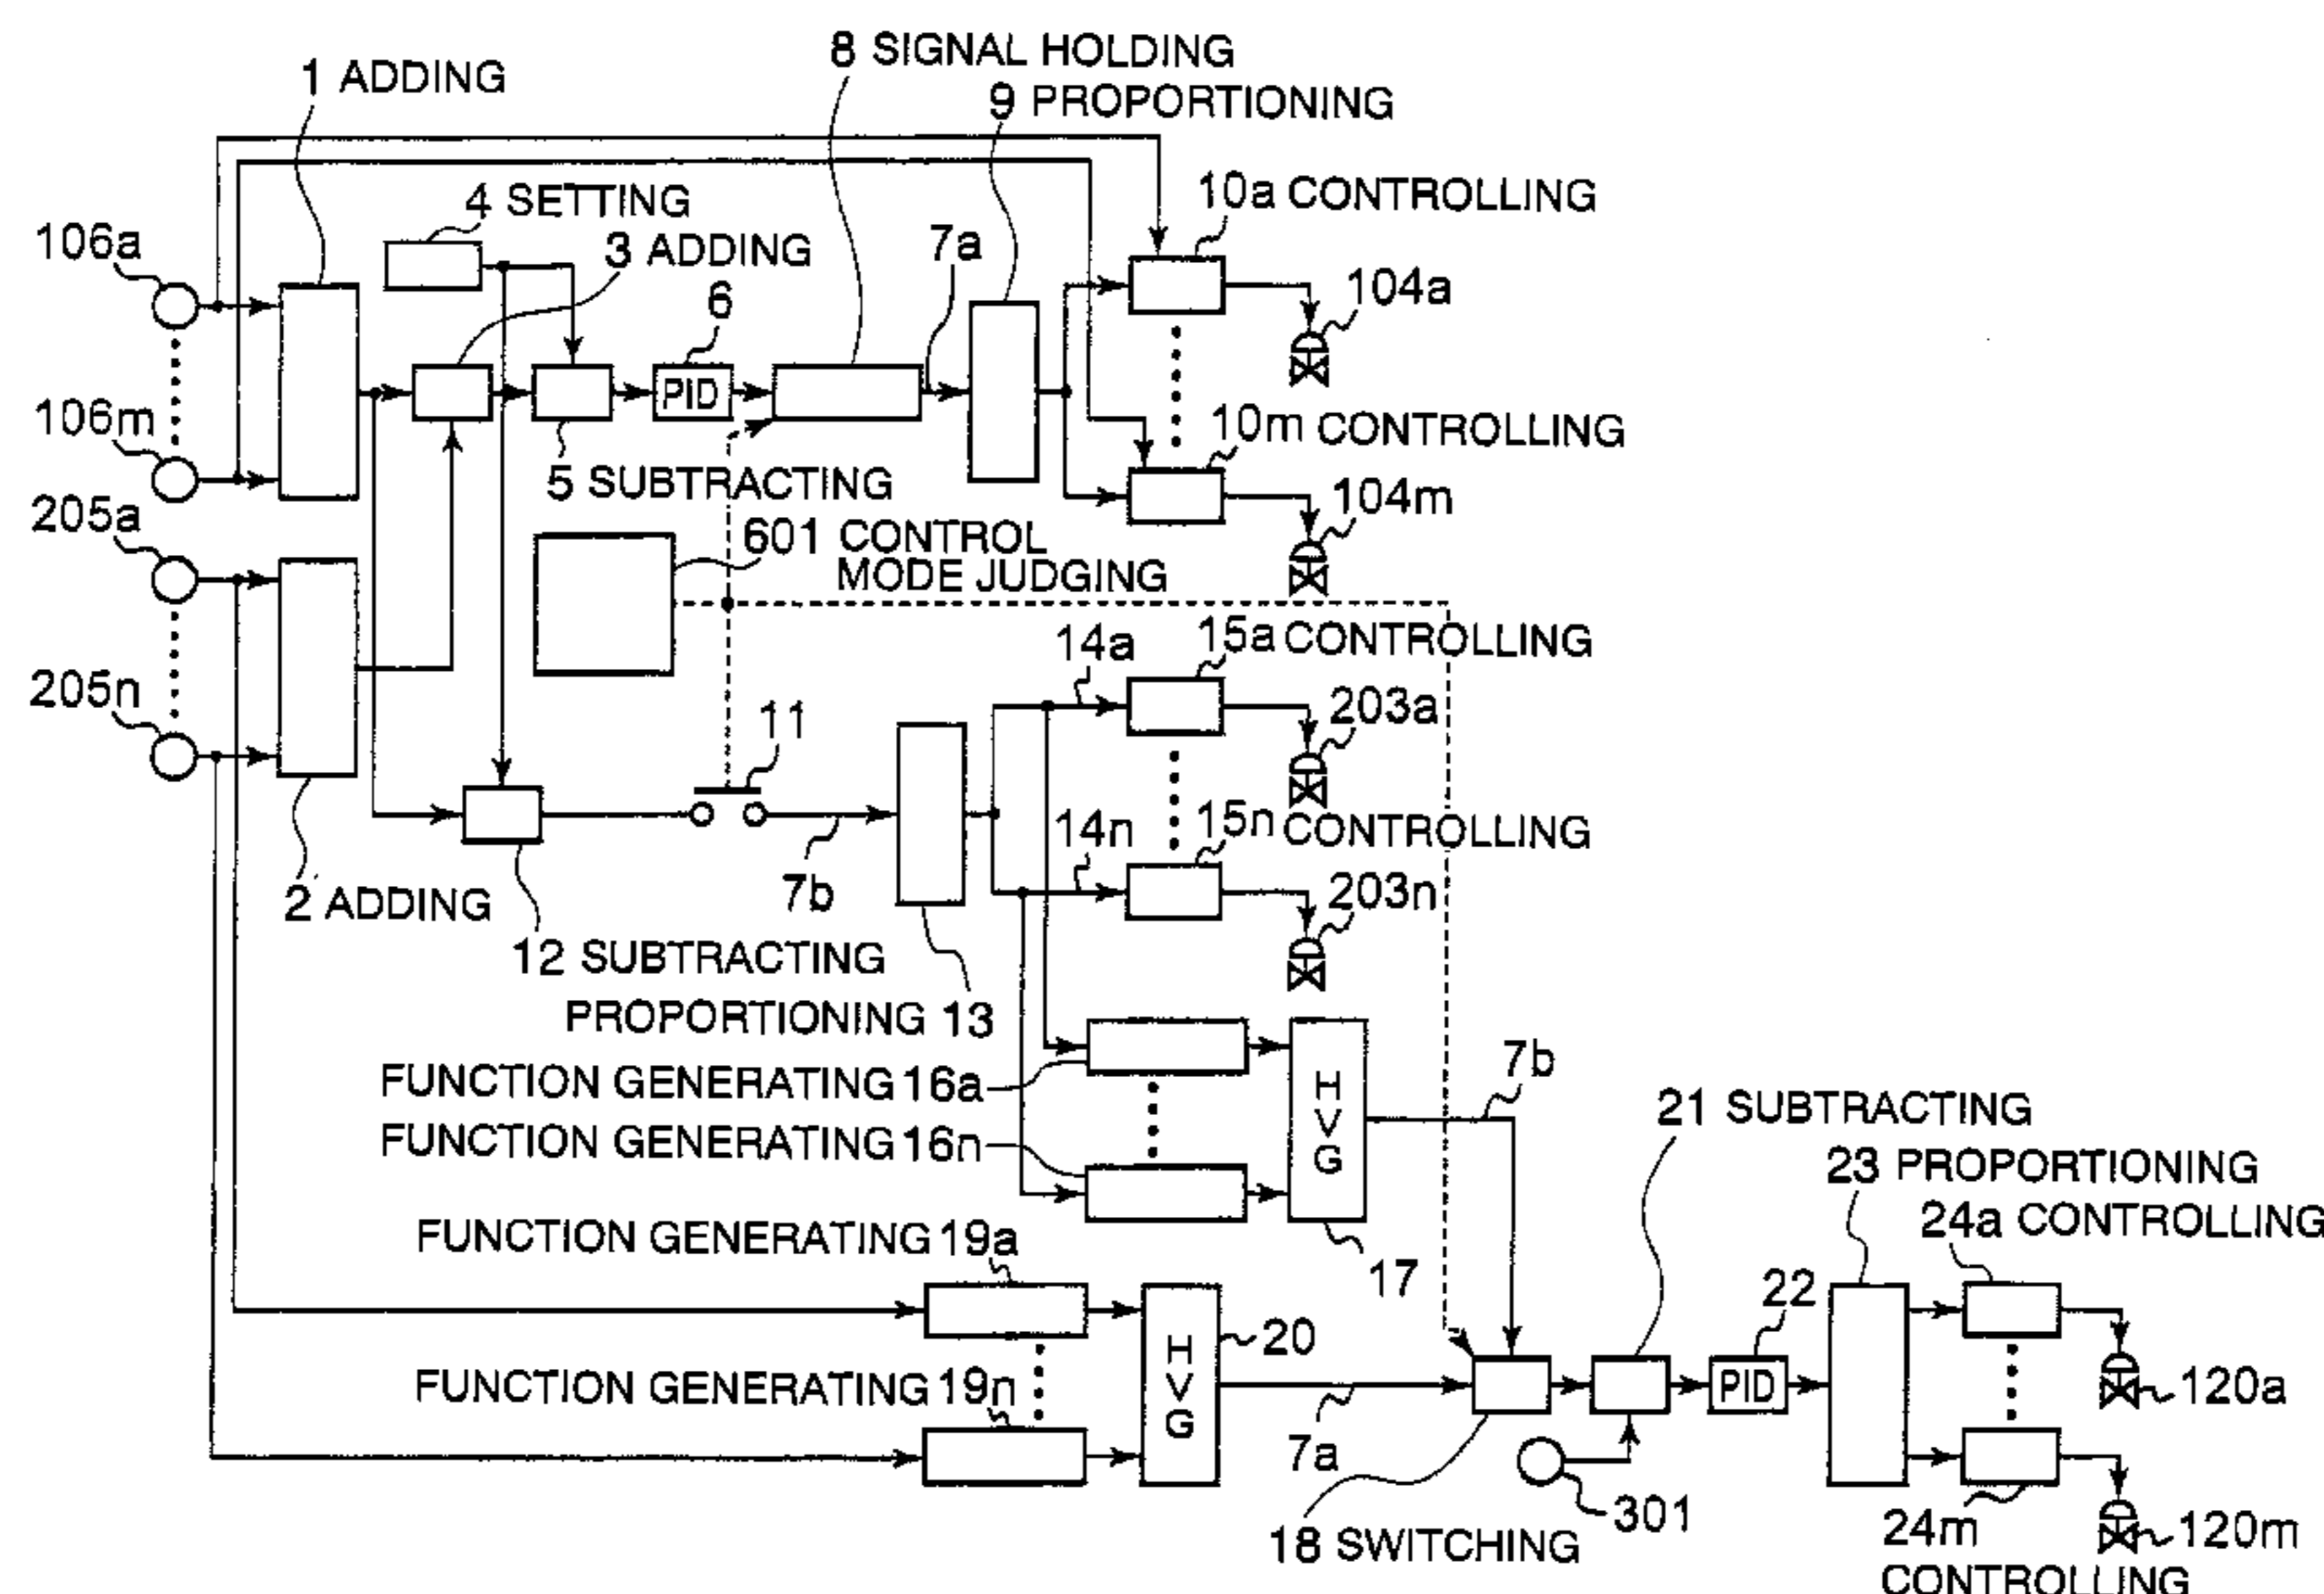 8 SIGNAL HOLDING
1 ADDING
9 PROPORTIONING
4 SETTING
10a CONTROLLING
106a
3 ADDING
7a
6
104a
PID
106m
10m CONTROLLING
5 SUBTRACTING
104m
205a
601 CONTROL
MODE JUDGING
14a
15a CONTROLLING
205n
203a
11
14n
15n CONTROLLING
7b
203n
2 ADDING
12 SUBTRACTING
PROPORTIONING 13
7b
FUNCTION GENERATING 16a
HVG
21 SUBTRACTING
FUNCTION GENERATING 16n
23 PROPORTIONING
24a CONTROLLING
FUNCTION GENERATING 19a
17
22
20
HVG
FUNCTION GENERATING 19n
PID
120a
7a
301
18 SWITCHING
24m
CONTROLLING
120m